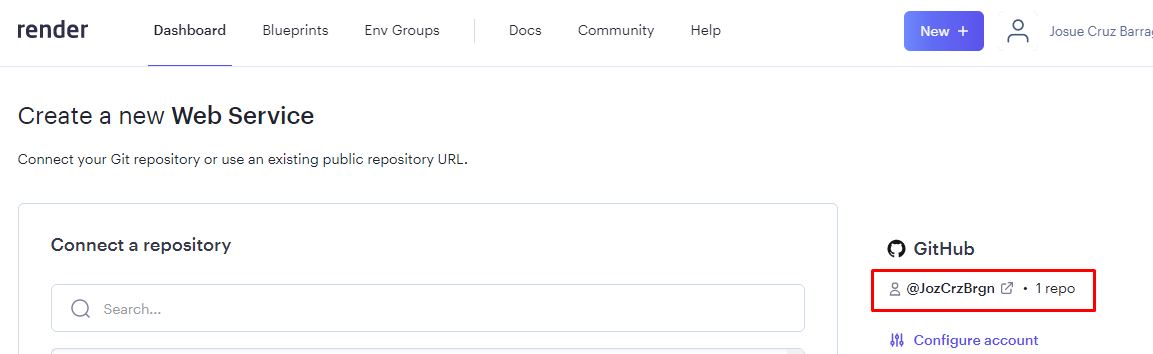 render Dashboard Blueprints Env Groups Docs Community Help New + Josue Cruz Barra
Create a new Web Service
Connect your Git repository or use an existing public repository URL.
Connect a repository
Search...
GitHub
@JozCrzBrgn • 1 repo
Configure account